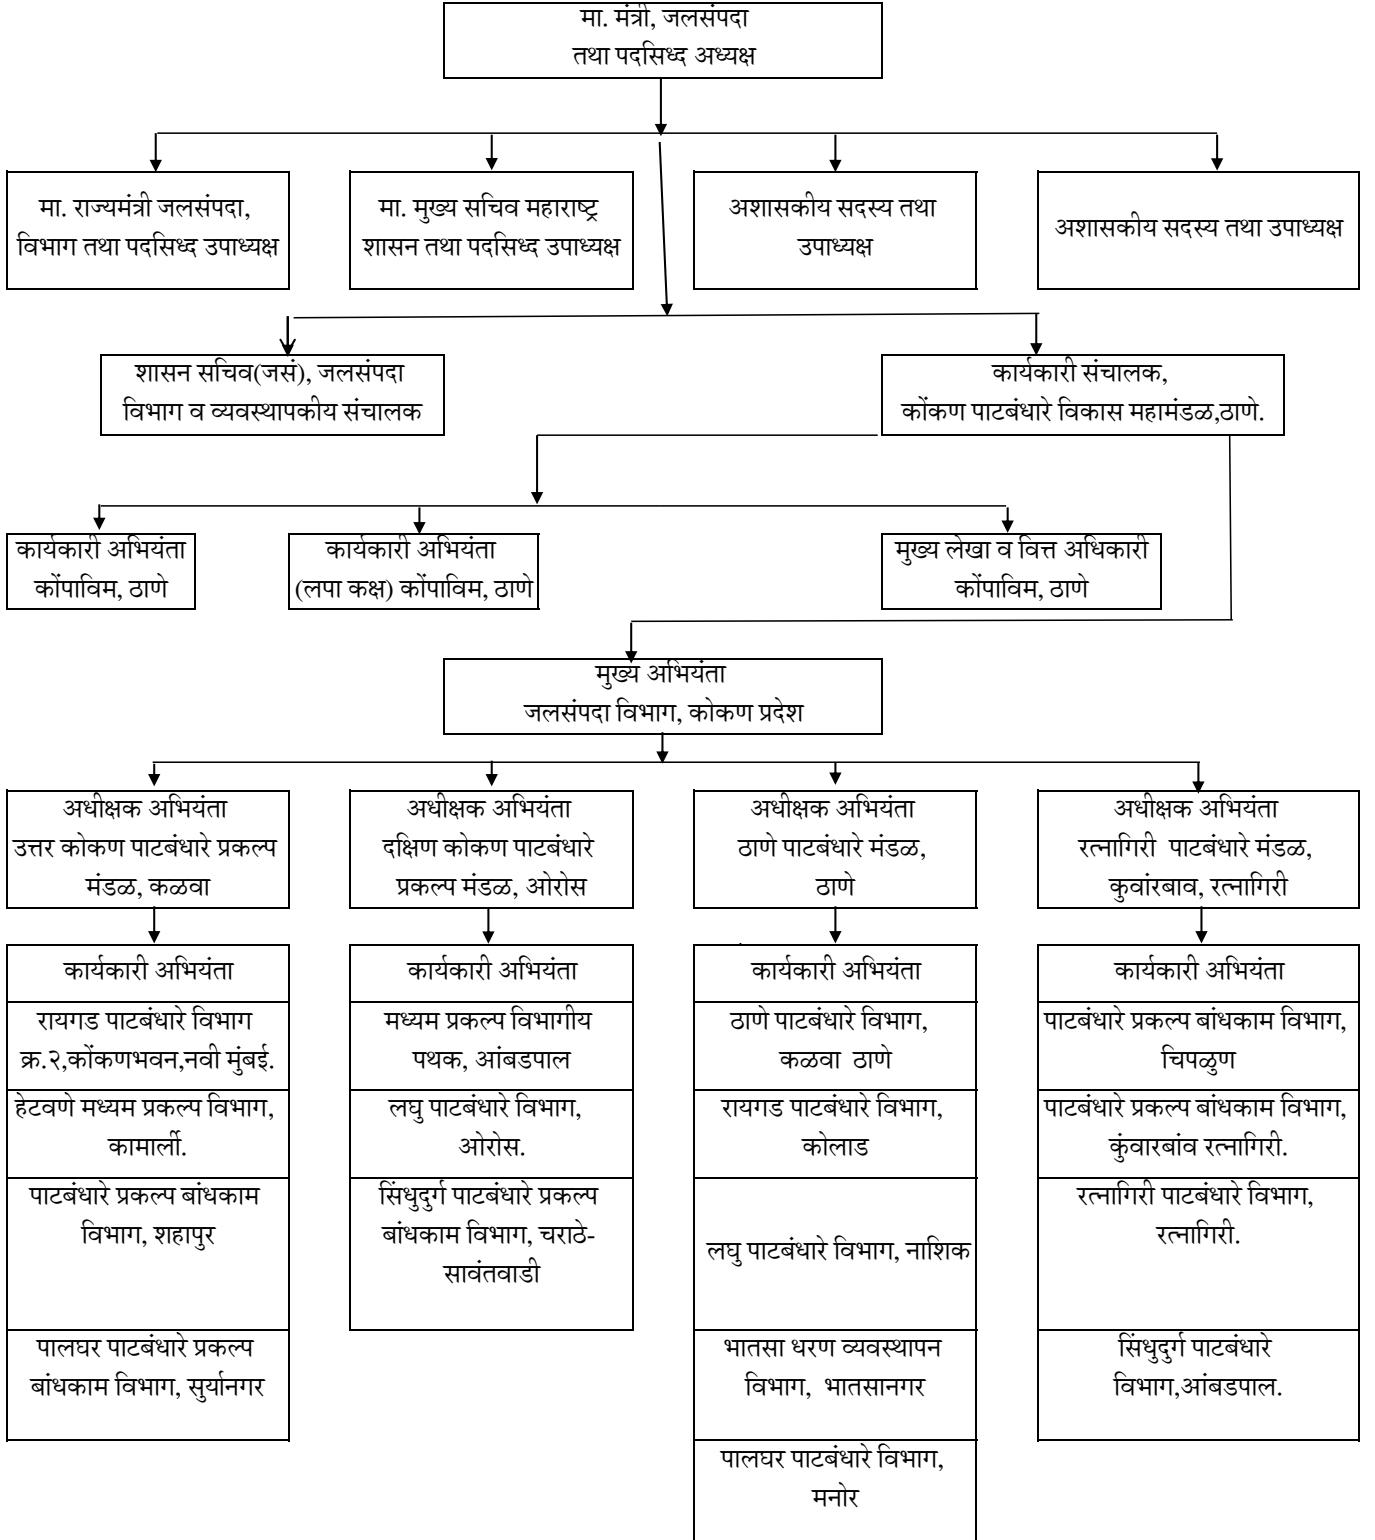 मा. मंत्री, जलसंपदा
तथा पदसिध्द अध्यक्ष
मा. राज्यमंत्री जलसंपदा,
विभाग तथा पदसिध्द उपाध्यक्ष
मा. मुख्य सचिव महाराष्ट्र
शासन तथा पदसिध्द उपाध्यक्ष
अशासकीय सदस्य तथा
उपाध्यक्ष
अशासकीय सदस्य तथा उपाध्यक्ष
शासन सचिव(जसं), जलसंपदा
विभाग व व्यवस्थापकीय संचालक
कार्यकारी संचालक,
कोंकण पाटबंधारे विकास महामंडळ,ठाणे.
कार्यकारी अभियंता
कोंपाविम, ठाणे
कार्यकारी अभियंता
(लपा कक्ष) कोंपाविम, ठाणे
मुख्य लेखा व वित्त अधिकारी
कोंपाविम, ठाणे
मुख्य अभियंता
जलसंपदा विभाग, कोकण प्रदेश
अधीक्षक अभियंता
उत्तर कोकण पाटबंधारे प्रकल्प
मंडळ, कळवा
अधीक्षक अभियंता
दक्षिण कोकण पाटबंधारे
प्रकल्प मंडळ, ओरोस
अधीक्षक अभियंता
ठाणे पाटबंधारे मंडळ,
ठाणे
अधीक्षक अभियंता
रत्नागिरी पाटबंधारे मंडळ,
कुवांरबाव, रत्नागिरी
कार्यकारी अभियंता
रायगड पाटबंधारे विभाग
क्र.२,कोंकणभवन,नवी मुंबई.
हेटवणे मध्यम प्रकल्प विभाग,
कामार्ली.
पाटबंधारे प्रकल्प बांधकाम
विभाग, शहापुर
पालघर पाटबंधारे प्रकल्प
बांधकाम विभाग, सुर्यानगर
कार्यकारी अभियंता
मध्यम प्रकल्प विभागीय
पथक, आंबडपाल
लघु पाटबंधारे विभाग,
ओरोस.
सिंधुदुर्ग पाटबंधारे प्रकल्प
बांधकाम विभाग, चराठे-
सावंतवाडी
कार्यकारी अभियंता
ठाणे पाटबंधारे विभाग,
कळवा ठाणे
रायगड पाटबंधारे विभाग,
कोलाड
लघु पाटबंधारे विभाग, नाशिक
भातसा धरण व्यवस्थापन
विभाग, भातसानगर
पालघर पाटबंधारे विभाग,
मनोर
कार्यकारी अभियंता
पाटबंधारे प्रकल्प बांधकाम विभाग,
चिपळुण
पाटबंधारे प्रकल्प बांधकाम विभाग,
कुंवारबांव रत्नागिरी.
रत्नागिरी पाटबंधारे विभाग,
रत्नागिरी.
सिंधुदुर्ग पाटबंधारे
विभाग,आंबडपाल.